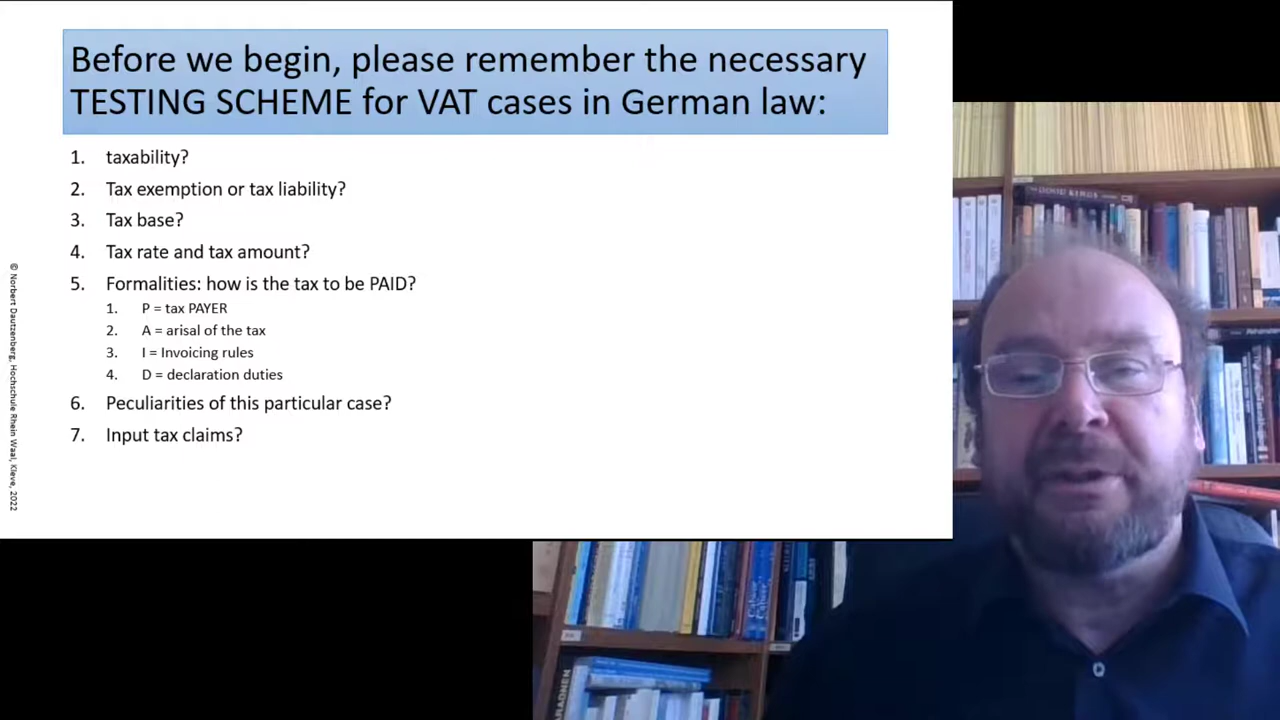 Before we begin, please remember the necessary
TESTING SCHEME for VAT cases in German law:
1. taxability?
2. Tax exemption or tax liability?
3. Tax base?
4. Tax rate and tax amount?
5. Formalities: how is the tax to be PAID?
1. P = tax PAYER
2. A = arisal of the tax
3. I = Invoicing rules
4. D = declaration duties
6. Peculiarities of this particular case?
7. Input tax claims?
© Norbert Dautzenberg, Hochschule Rhein Waal, Kleve, 2022